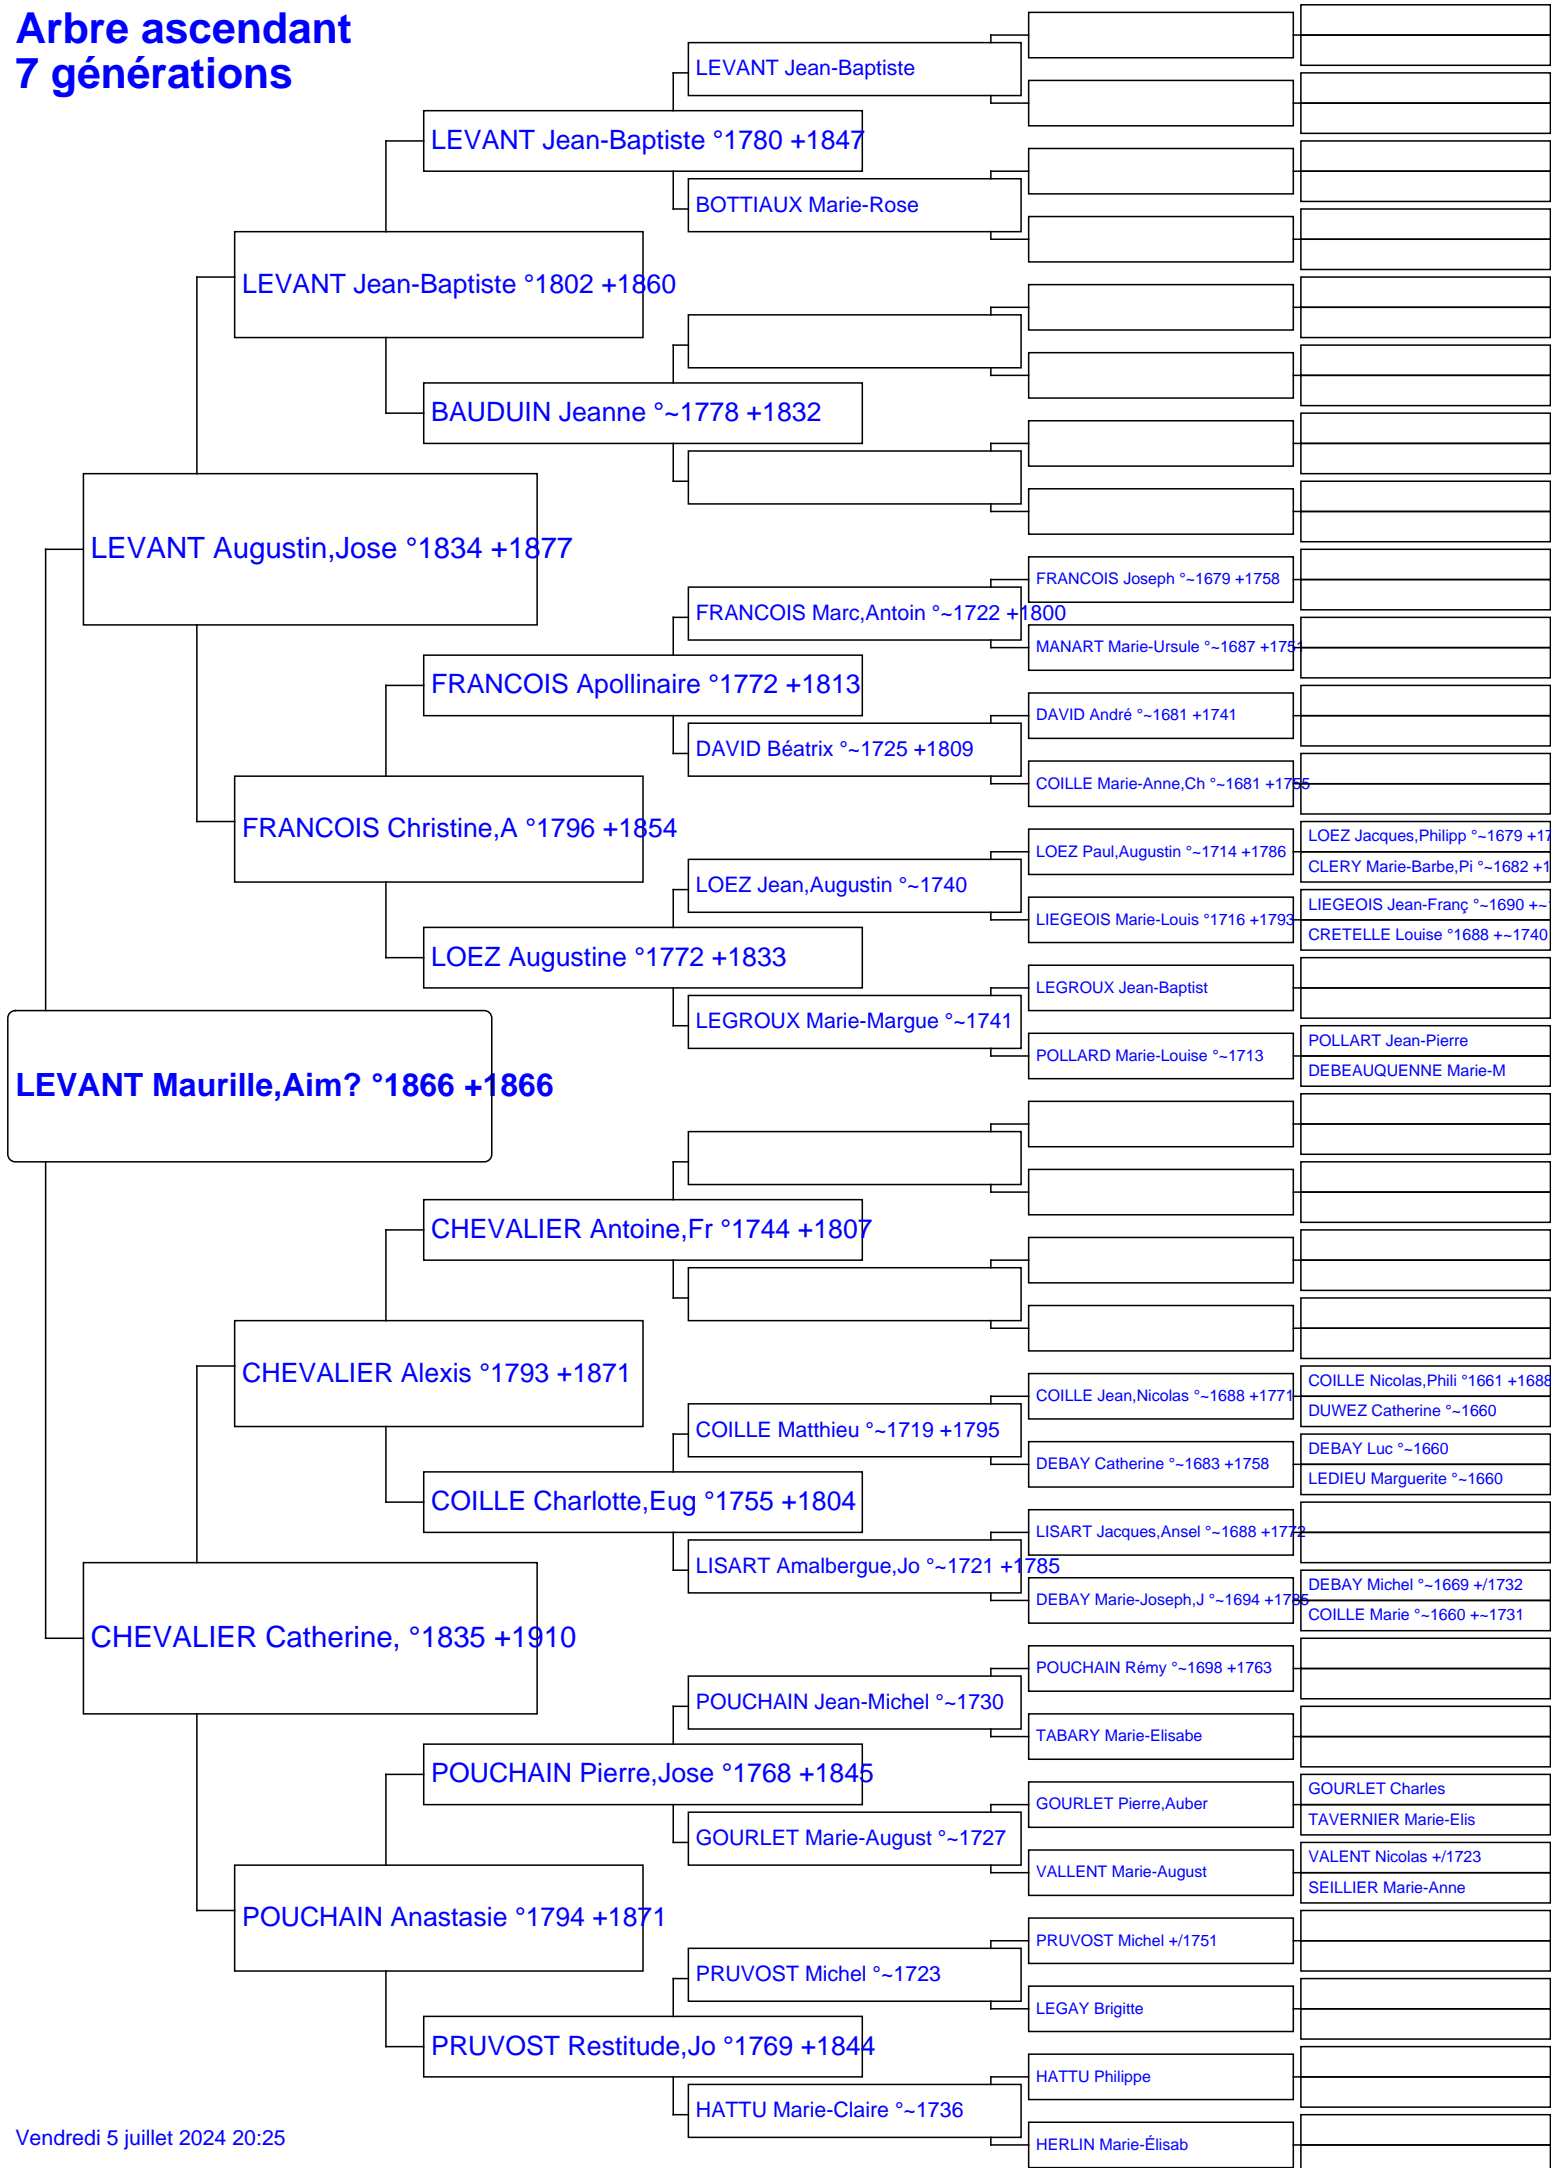 Arbre ascendant
7 générations
LEVANT Jean-Baptiste
LEVANT Jean-Baptiste °1780 +1847
BOTTIAUX Marie-Rose
LEVANT Jean-Baptiste °1802 +1860
BAUDUIN Jeanne °~1778 +1832
LEVANT Augustin,Jose °1834 +1877
FRANCOIS Joseph °~1679 +1758
FRANCOIS Marc,Antoin °~1722 +1800
MANART Marie-Ursule °~1687 +1751
FRANCOIS Apollinaire °1772 +1813
DAVID André °~1681 +1741
DAVID Béatrix °~1725 +1809
COILLE Marie-Anne,Ch °~1681 +1755
FRANCOIS Christine,A °1796 +1854
LOEZ Jacques,Philipp °~1679 +17
LOEZ Paul,Augustin °~1714 +1786
CLERY Marie-Barbe,Pi °~1682 +1
LOEZ Jean,Augustin °~1740
LIEGEOIS Jean-Franç °~1690 +~
LIEGEOIS Marie-Louis °1716 +1793
CRETELLE Louise °1688 +~1740
LOEZ Augustine °1772 +1833
LEGROUX Jean-Baptist
LEGROUX Marie-Margue °~1741
POLLART Jean-Pierre
POLLARD Marie-Louise °~1713
DEBEAUQUENNE Marie-M
LEVANT Maurille,Aim? °1866 +1866
CHEVALIER Antoine,Fr °1744 +1807
CHEVALIER Alexis °1793 +1871
COILLE Nicolas,Phili °1661 +1688
COILLE Jean,Nicolas °~1688 +1771
DUWEZ Catherine °~1660
COILLE Matthieu °~1719 +1795
DEBAY Luc °~1660
DEBAY Catherine °~1683 +1758
LEDIEU Marguerite °~1660
COILLE Charlotte,Eug °1755 +1804
LISART Jacques,Ansel °~1688 +1772
LISART Amalbergue,Jo °~1721 +1785
DEBAY Michel °~1669 +/1732
DEBAY Marie-Joseph,J °~1694 +1785
COILLE Marie °~1660 +~1731
CHEVALIER Catherine, °1835 +1910
POUCHAIN Rémy °~1698 +1763
POUCHAIN Jean-Michel °~1730
TABARY Marie-Elisabe
POUCHAIN Pierre,Jose °1768 +1845
GOURLET Charles
GOURLET Pierre,Auber
TAVERNIER Marie-Elis
GOURLET Marie-August °~1727
VALENT Nicolas +/1723
VALLENT Marie-August
SEILLIER Marie-Anne
POUCHAIN Anastasie °1794 +1871
PRUVOST Michel +/1751
PRUVOST Michel °~1723
LEGAY Brigitte
PRUVOST Restitude,Jo °1769 +1844
HATTU Philippe
HATTU Marie-Claire °~1736
HERLIN Marie-Élisab
Vendredi 5 juillet 2024 20:25